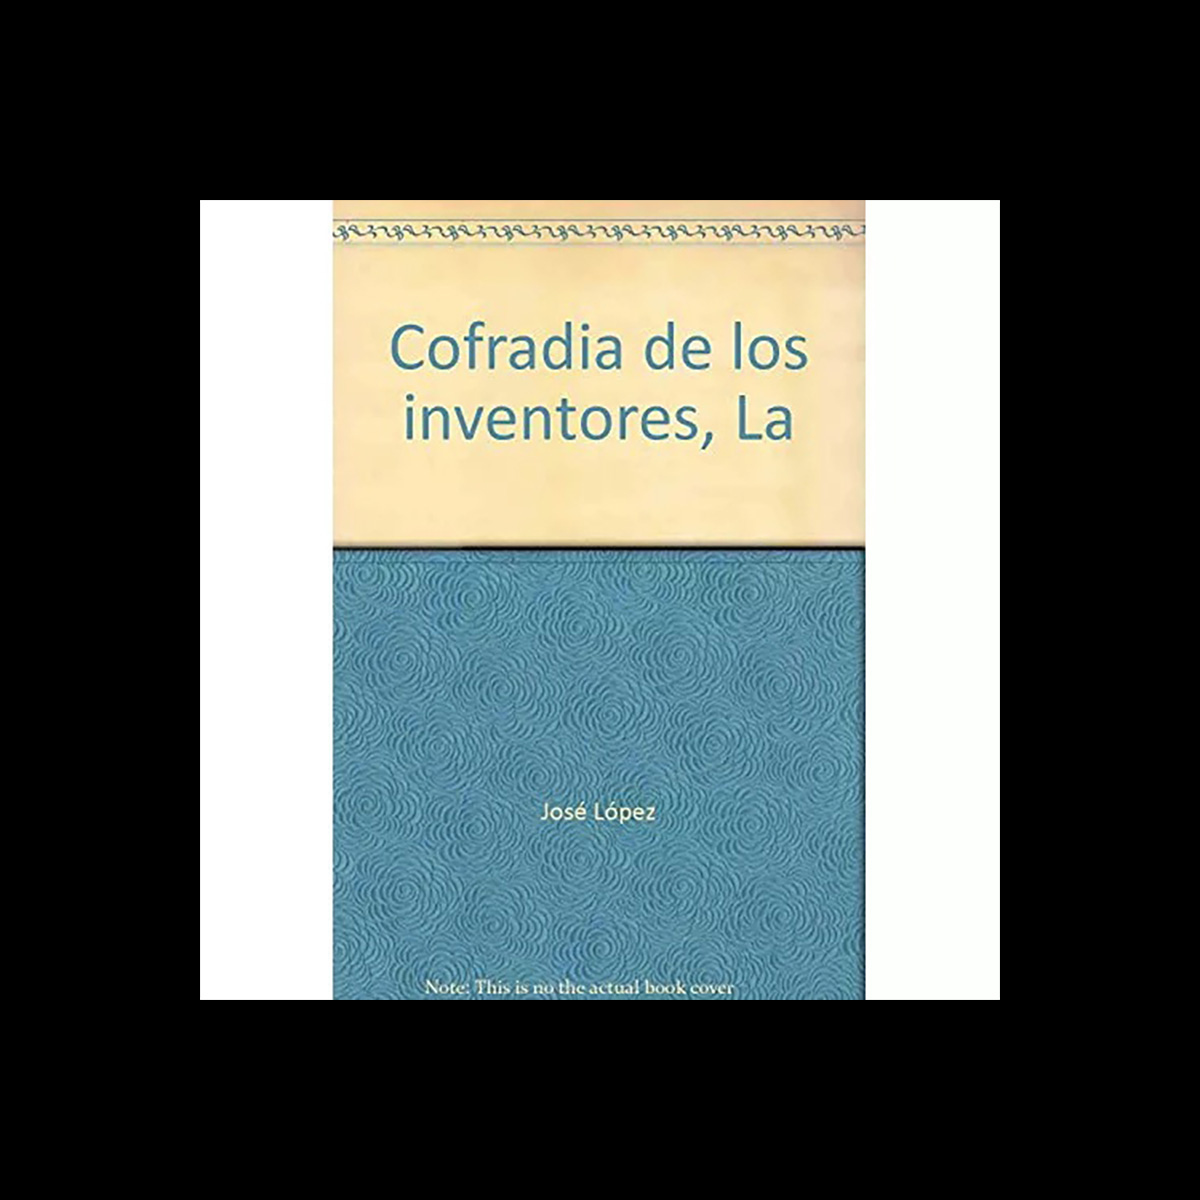 Cofradia de los
inventores, La
José López
Note: This is no the actual book cover